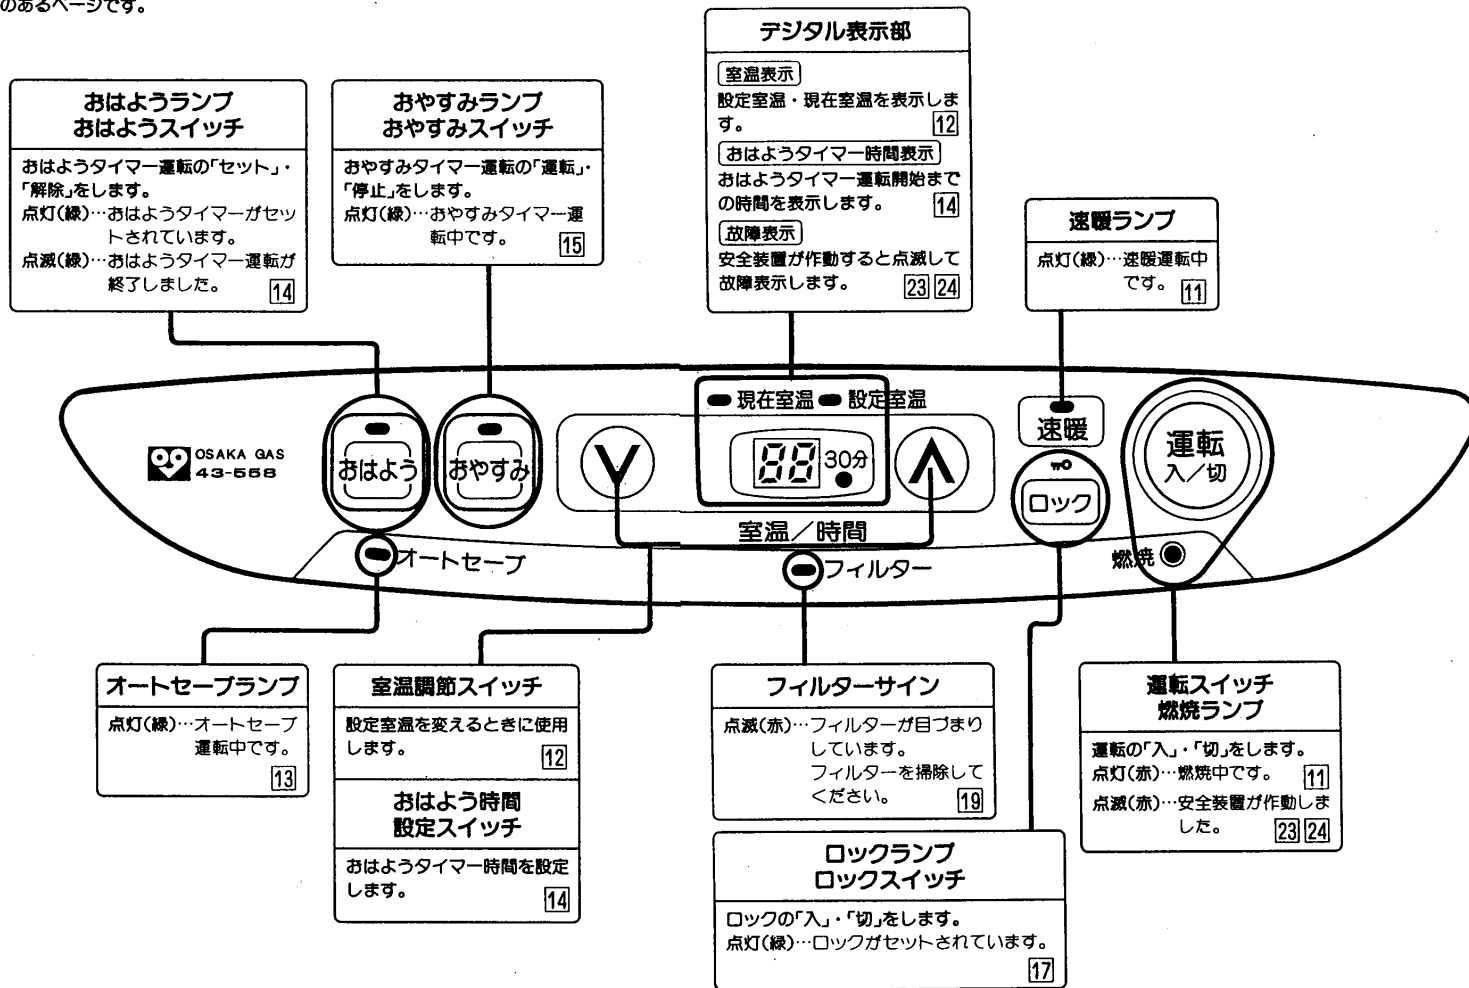 のあるページです。
デジタル表示部
室温表示
設定室温・現在室温を表示しま
す。 12
おはようタイマー時間表示
おはようタイマー運転開始まで
の時間を表示します。 14
故障表示
安全装置が作動すると点滅して
故障表示します。 23 24
おはようランプ
おはようスイッチ
おはようタイマー運転の「セット」・
「解除」をします。
点灯(緑)…おはようタイマーがセッ
トされています。
点滅(緑)…おはようタイマー運転が
終了しました。 14
おやすみランプ
おやすみスイッチ
おやすみタイマー運転の「運転」・
「停止」をします。
点灯(緑)…おやすみタイマー運
転中です。 15
速暖ランプ
点灯(緑)…速暖運転中
です。 11
OSAKA GAS
43-558
おはよう
おやすみ
現在室温 設定室温
88 30分
室温/時間
速暖
ロック
運転
入/切
オートセーブ
フィルター
燃焼
オートセーブランプ
点灯(緑)…オートセーブ
運転中です。
13
室温調節スイッチ
設定室温を変えるときに使用
します。 12
おはよう時間
設定スイッチ
おはようタイマー時間を設定
します。 14
フィルターサイン
点滅(赤)…フィルターが目づまり
しています。
フィルターを掃除して
ください。 19
ロックランプ
ロックスイッチ
ロックの「入」・「切」をします。
点灯(緑)…ロックがセットされています。
17
運転スイッチ
燃焼ランプ
運転の「入」・「切」をします。
点灯(赤)…燃焼中です。 11
点滅(赤)…安全装置が作動しま
した。 23 24